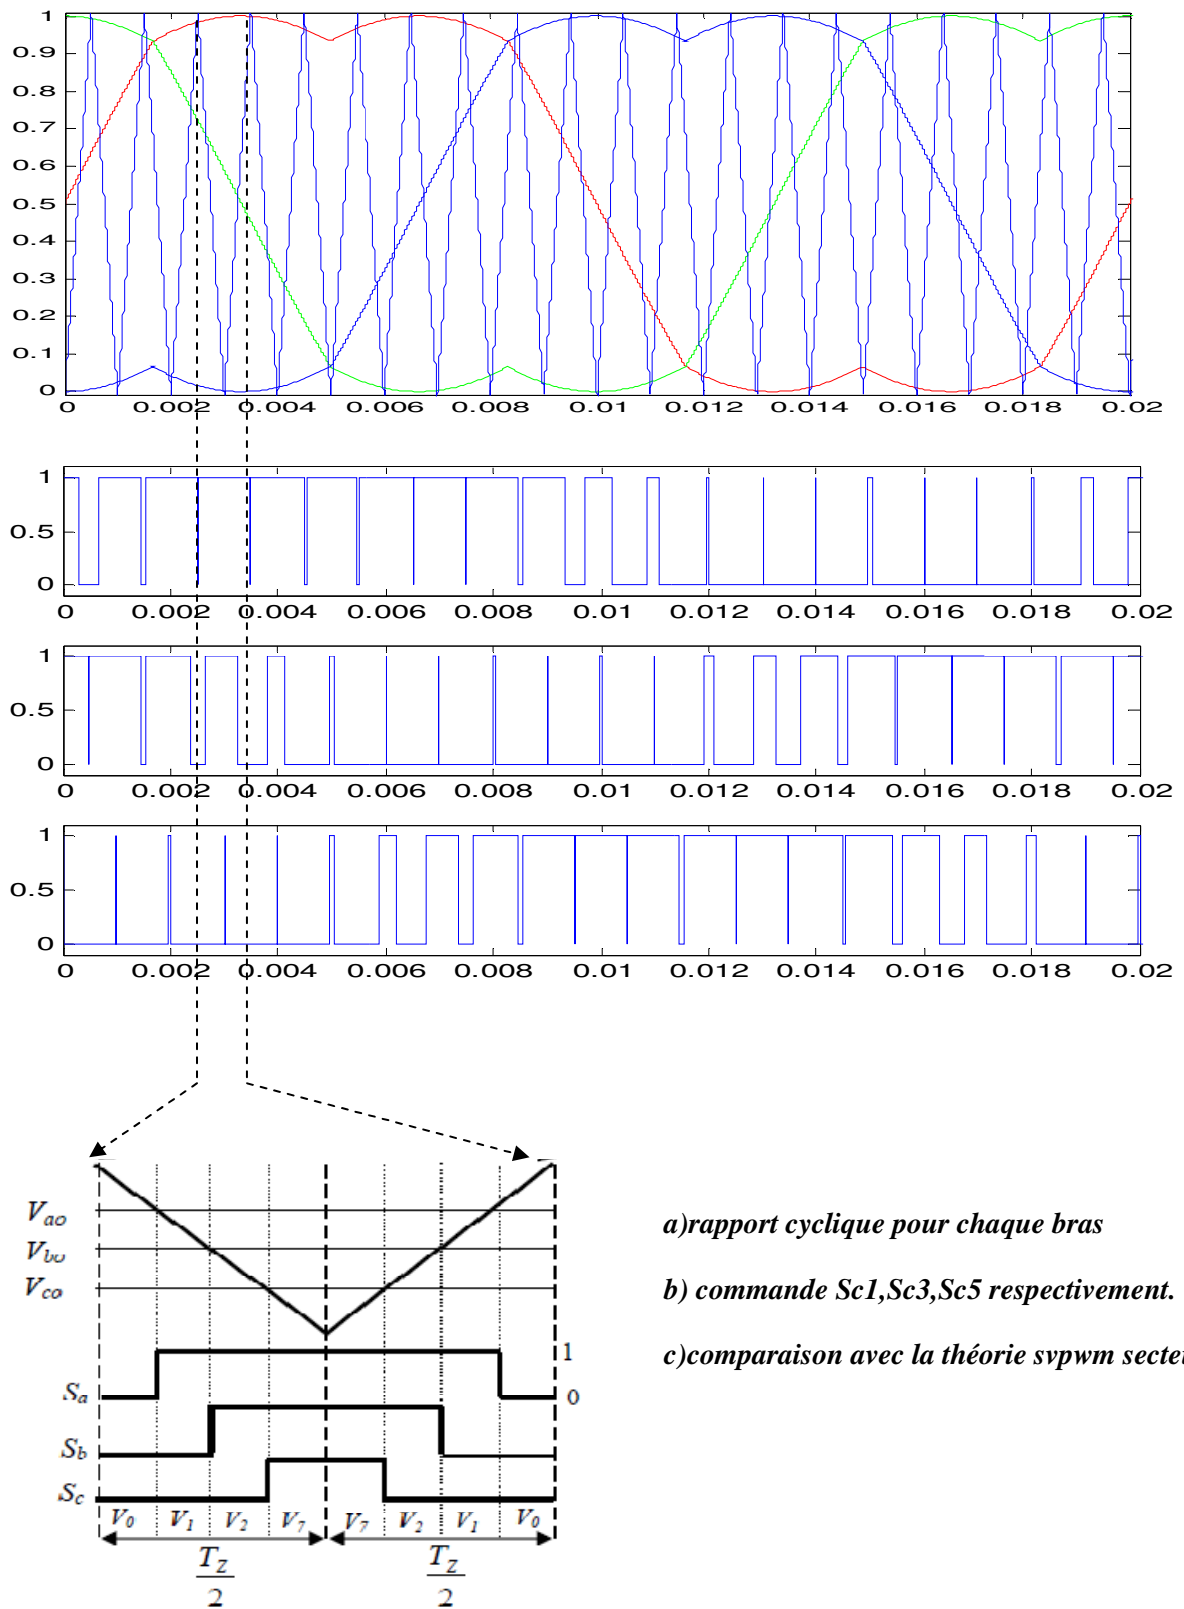 1
0.9
0.8
0.7
0.6
0.5
0.4
0.3
0.2
0.1
0
0 0.002 0.004 0.006 0.008 0.01 0.012 0.014 0.016 0.018 0.02
1
0.5
0
0 0.002 0.004 0.006 0.008 0.01 0.012 0.014 0.016 0.018 0.02
1
0.5
0
0 0.002 0.004 0.006 0.008 0.01 0.012 0.014 0.016 0.018 0.02
1
0.5
0
0 0.002 0.004 0.006 0.008 0.01 0.012 0.014 0.016 0.018 0.02
Vao
Vbo
Vco
1
Sa 0
Sb
Sc
V0 V1 V2 V7 V7 V2 V1 V0
TZ/2 TZ/2
a)rapport cyclique pour chaque bras
b) commande Sc1,Sc3,Sc5 respectivement.
c)comparaison avec la théorie svpwm